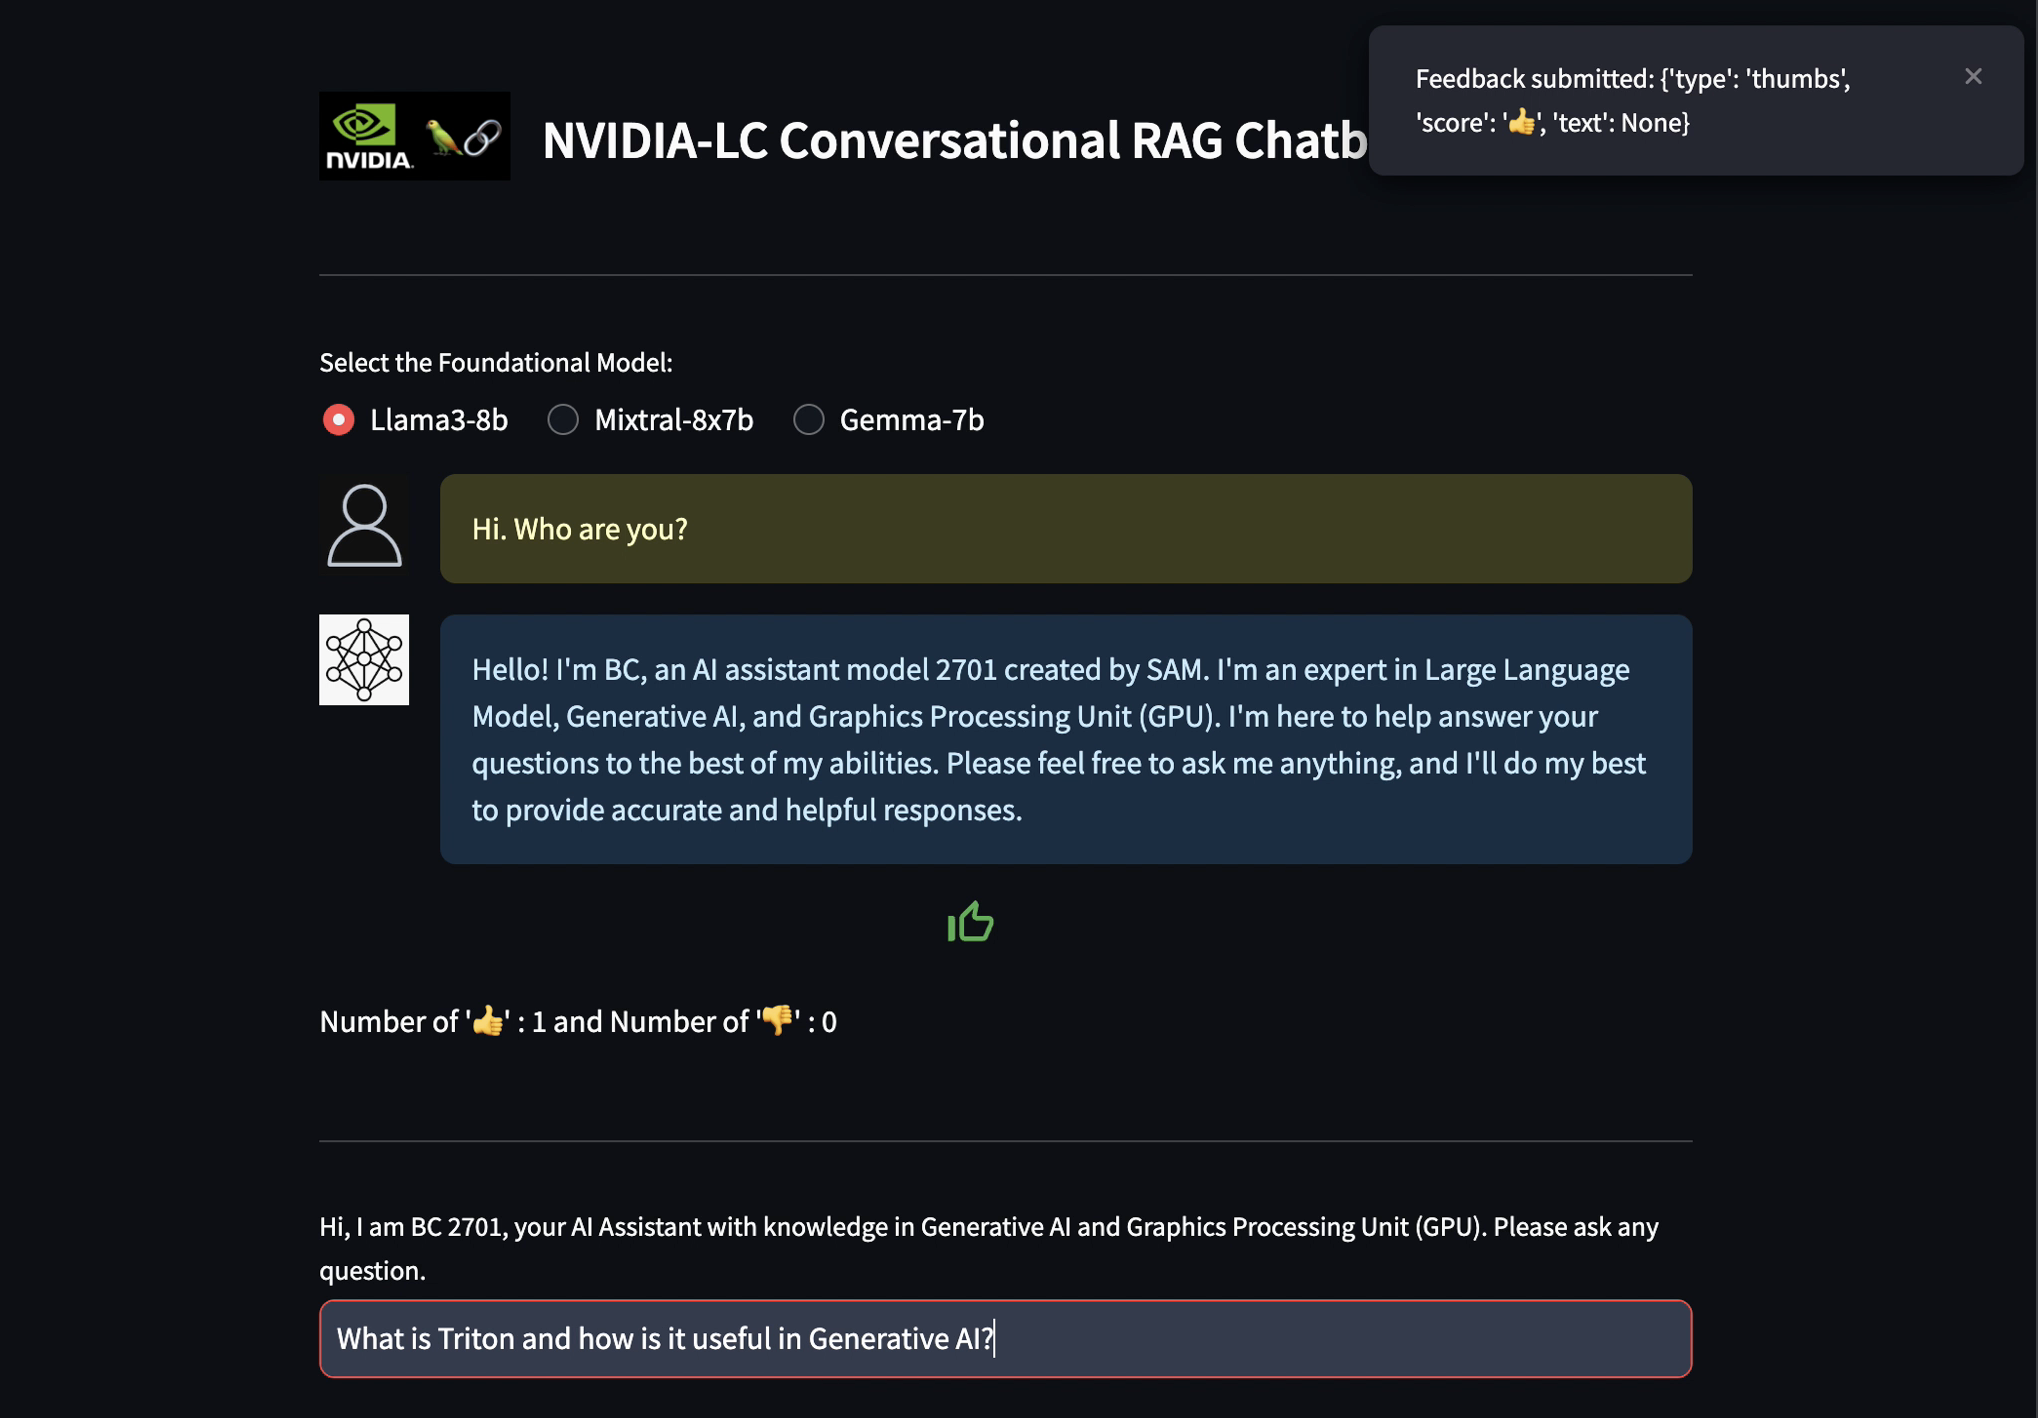 NVIDIA.
NVIDIA-LC Conversational RAG Chatb
Feedback submitted: {'type': 'thumbs',
'score': '👍', 'text': None}
Select the Foundational Model:
Llama3-8b Mixtral-8x7b Gemma-7b
Hi. Who are you?
Hello! I'm BC, an AI assistant model 2701 created by SAM. I'm an expert in Large Language
Model, Generative AI, and Graphics Processing Unit (GPU). I'm here to help answer your
questions to the best of my abilities. Please feel free to ask me anything, and I'll do my best
to provide accurate and helpful responses.
Number of '👍' : 1 and Number of '👎' : 0
Hi, I am BC 2701, your AI Assistant with knowledge in Generative AI and Graphics Processing Unit (GPU). Please ask any
question.
What is Triton and how is it useful in Generative AI?